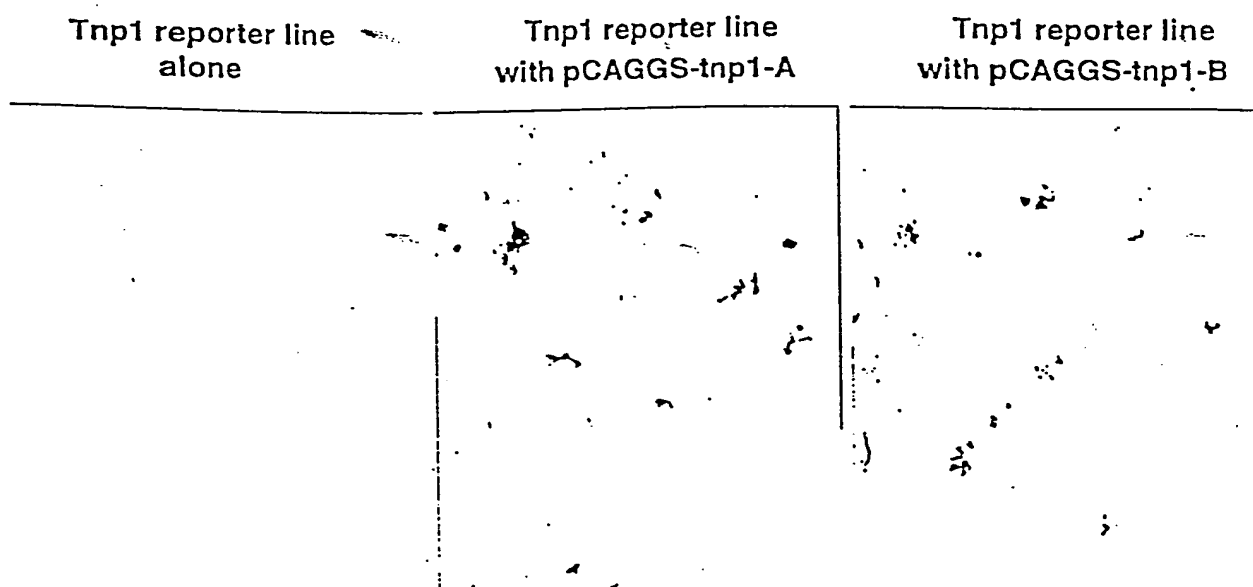 Tnp1 reporter line
alone
Tnp1 reporter line
with pCAGGS-tnp1-A
Tnp1 reporter line
with pCAGGS-tnp1-B